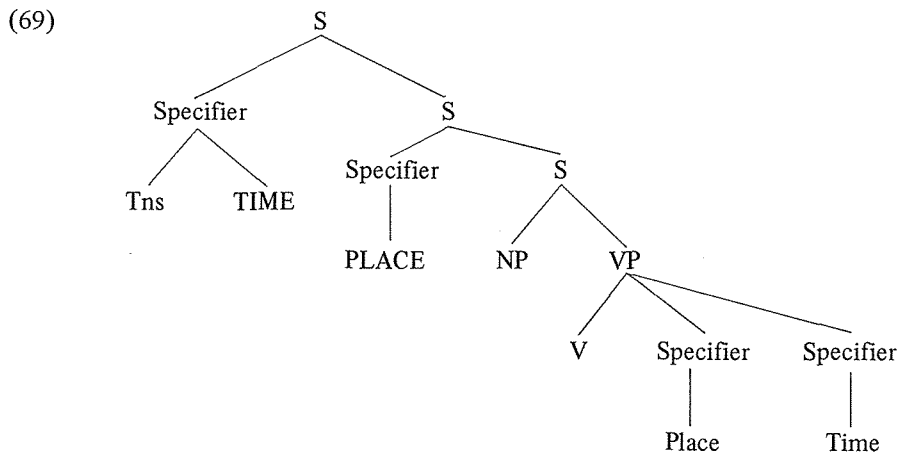 (69) S
Specifier S
Tns TIME Specifier S
PLACE NP VP
V Specifier Specifier
Place Time